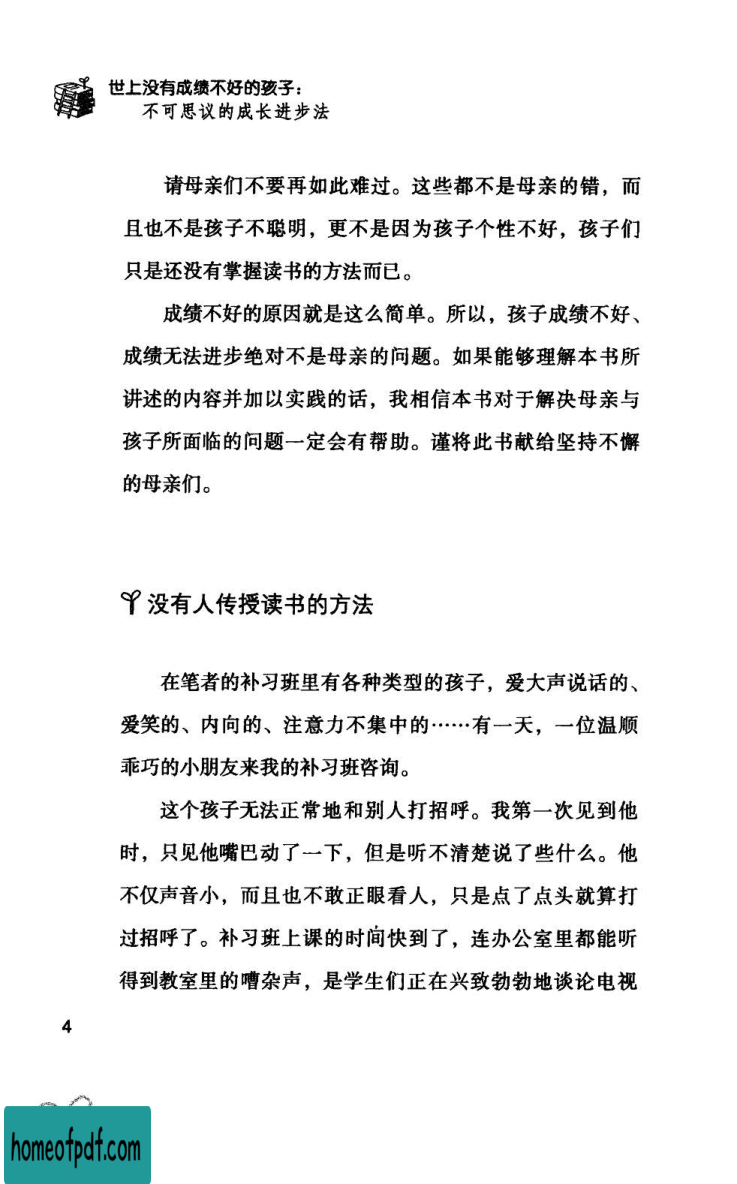 世上没有成绩不好的孩子：
不可思议的成长进步法
请母亲们不要再如此难过。这些都不是母亲的错，而
且也不是孩子不聪明，更不是因为孩子个性不好，孩子们
只是还没有掌握读书的方法而已。
成绩不好的原因就是这么简单。所以，孩子成绩不好、
成绩无法进步绝对不是母亲的问题。如果能够理解本书所
讲述的内容并加以实践的话，我相信本书对于解决母亲与
孩子所面临的问题一定会有帮助。谨将此书献给坚持不懈
的母亲们。
没有人传授读书的方法
在笔者的补习班里有各种类型的孩子，爱大声说话的、
爱笑的、内向的、注意力不集中的……有一天，一位温顺
乖巧的小朋友来我的补习班咨询。
这个孩子无法正常地和别人打招呼。我第一次见到他
时，只见他嘴巴动了一下，但是听不清楚说了些什么。他
不仅声音小，而且也不敢正眼看人，只是点了点头就算打
过招呼了。补习班上课的时间快到了，连办公室里都能听
得到教室里的嘈杂声，是学生们正在兴致勃勃地谈论电视
4
homeofpdf.com